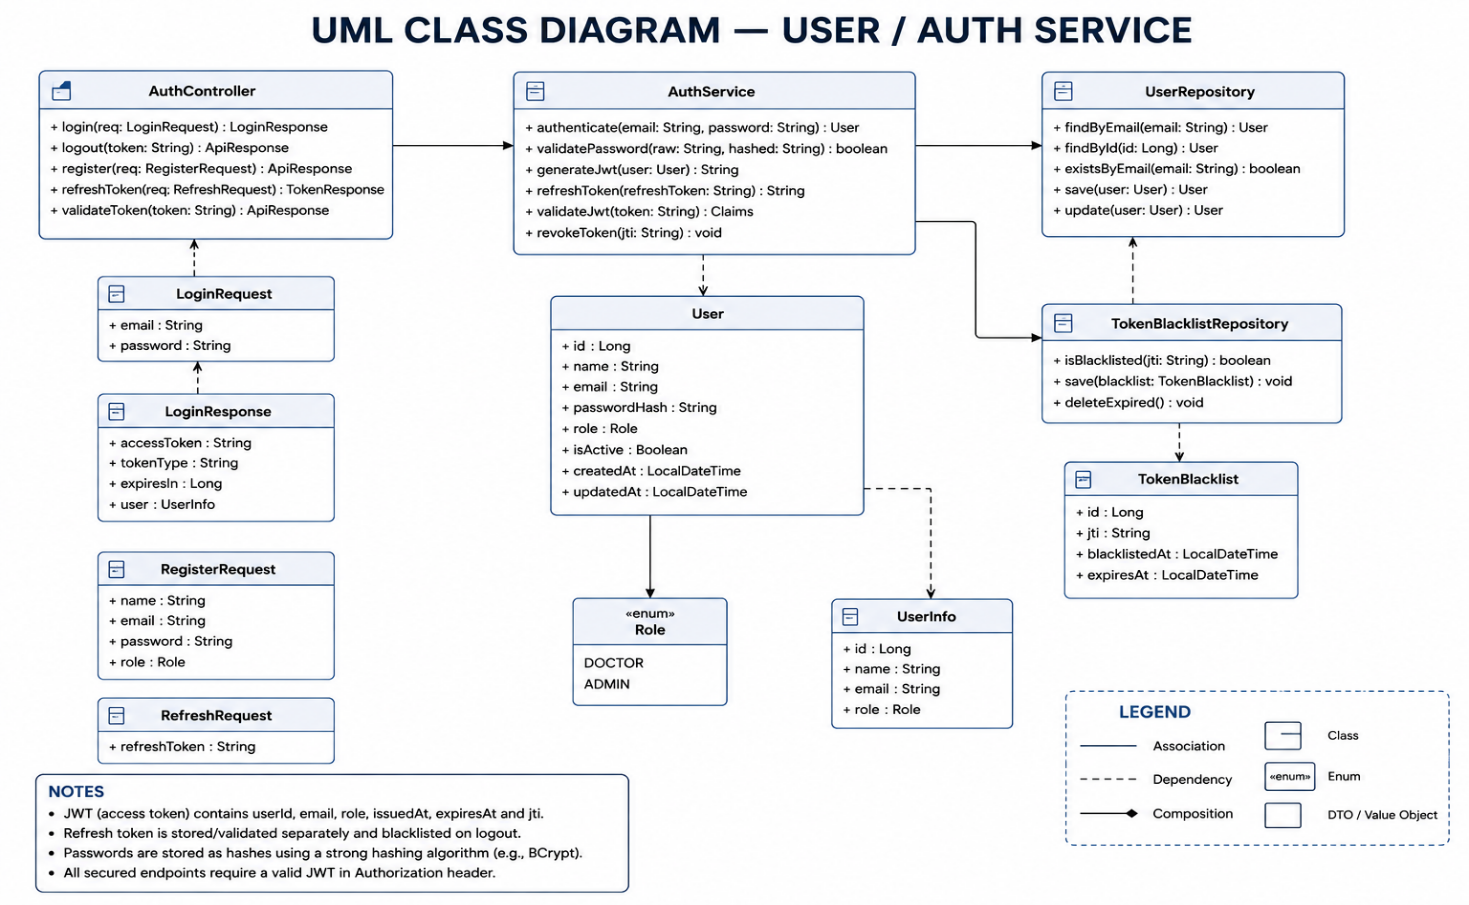 UML CLASS DIAGRAM — USER / AUTH SERVICE
AuthController
+ login(req: LoginRequest) : LoginResponse
+ logout(token: String) : ApiResponse
+ register(req: RegisterRequest) : ApiResponse
+ refreshToken(req: RefreshRequest) : TokenResponse
+ validateToken(token: String) : ApiResponse
AuthService
+ authenticate(email: String, password: String) : User
+ validatePassword(raw: String, hashed: String) : boolean
+ generateJwt(user: User) : String
+ refreshToken(refreshToken: String) : String
+ validateJwt(token: String) : Claims
+ revokeToken(jti: String) : void
UserRepository
+ findByEmail(email: String) : User
+ findById(id: Long) : User
+ existsByEmail(email: String) : boolean
+ save(user: User) : User
+ update(user: User) : User
LoginRequest
+ email : String
+ password : String
LoginResponse
+ accessToken : String
+ tokenType : String
+ expiresIn : Long
+ user : UserInfo
RegisterRequest
+ name : String
+ email : String
+ password : String
+ role : Role
RefreshRequest
+ refreshToken : String
User
+ id : Long
+ name : String
+ email : String
+ passwordHash : String
+ role : Role
+ isActive : Boolean
+ createdAt : LocalDateTime
+ updatedAt : LocalDateTime
«enum»
Role
DOCTOR
ADMIN
UserInfo
+ id : Long
+ name : String
+ email : String
+ role : Role
TokenBlacklistRepository
+ isBlacklisted(jti: String) : boolean
+ save(blacklist: TokenBlacklist) : void
+ deleteExpired() : void
TokenBlacklist
+ id : Long
+ jti : String
+ blacklistedAt : LocalDateTime
+ expiresAt : LocalDateTime
NOTES
• JWT (access token) contains userId, email, role, issuedAt, expiresAt and jti.
• Refresh token is stored/validated separately and blacklisted on logout.
• Passwords are stored as hashes using a strong hashing algorithm (e.g., BCrypt).
• All secured endpoints require a valid JWT in Authorization header.
LEGEND
Association
Dependency
Composition
Class
«enum» Enum
DTO / Value Object